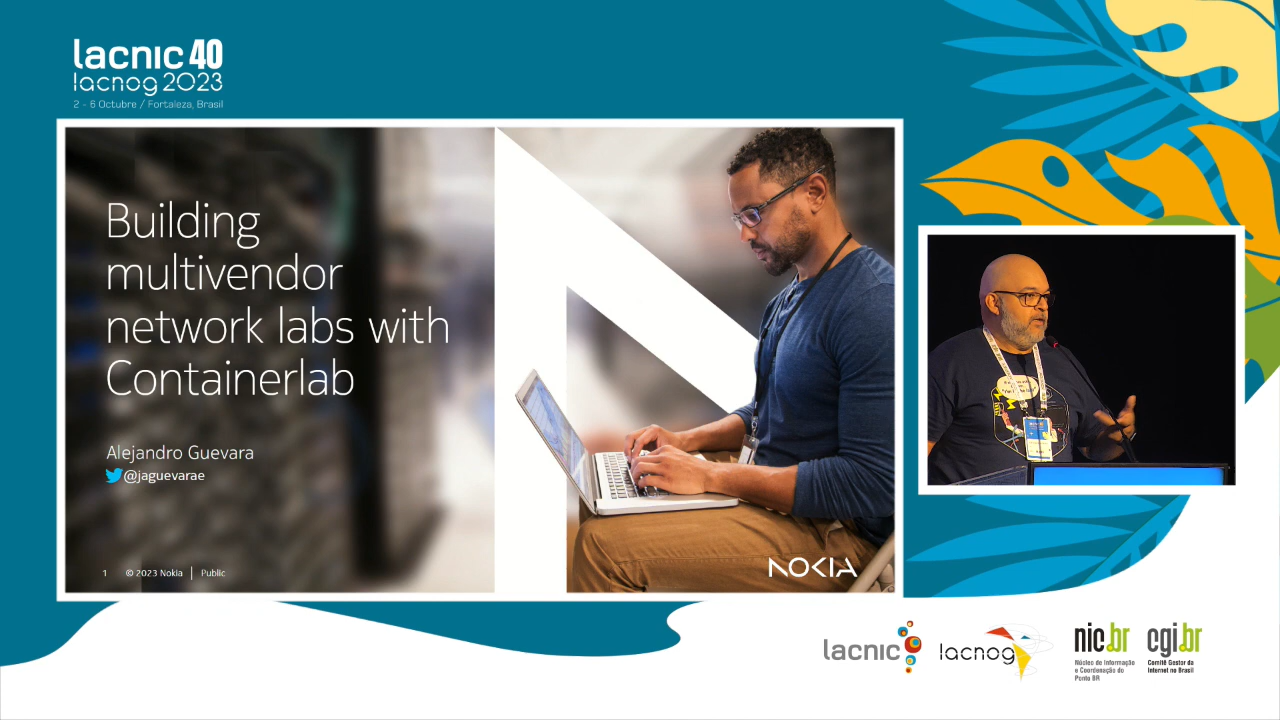 lacnic 40
lacnog 2023
2 - 6 Octubre / Fortaleza, Brasil
Building
multivendor
network labs with
Containerlab
Alejandro Guevara
@jaguevarae
1 © 2023 Nokia | Public
NOKIA
lacnic
lacnog
nic.br
Núcleo de Informação
e Coordenação do
Ponto BR
cgi.br
Comitê Gestor da
Internet no Brasil